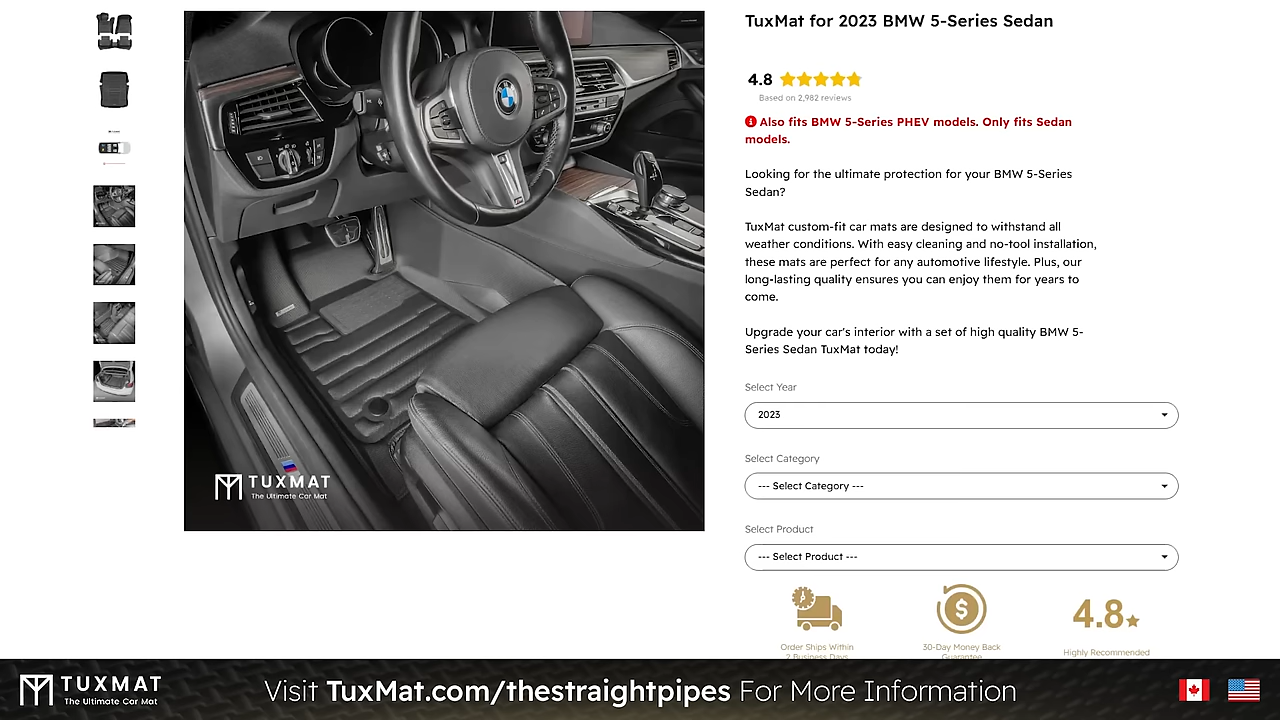 TuxMat for 2023 BMW 5-Series Sedan
4.8
Based on 2,982 reviews
Also fits BMW 5-Series PHEV models. Only fits Sedan
models.
Looking for the ultimate protection for your BMW 5-Series
Sedan?
TuxMat custom-fit car mats are designed to withstand all
weather conditions. With easy cleaning and no-tool installation,
these mats are perfect for any automotive lifestyle. Plus, our
long-lasting quality ensures you can enjoy them for years to
come.
Upgrade your car's interior with a set of high quality BMW 5-
Series Sedan TuxMat today!
Select Year
2023
Select Category
--- Select Category ---
Select Product
--- Select Product ---
TUXMAT
The Ultimate Car Mat
4.8
Order Ships Within
2 Business Days
30-Day Money Back
Guarantee
Highly Recommended
TUXMAT
The Ultimate Car Mat
Visit TuxMat.com/thestraightpipes For More Information